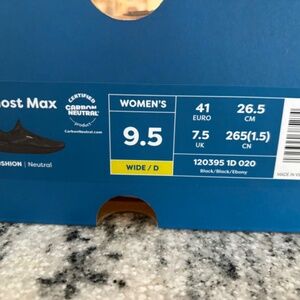 ost Max
CERTIFIED
CARBON
NEUTRAL
Product
CarbonNeutral.com
SHION | Neutral
WOMEN'S
9.5
WIDE / D
41
EURO
26.5
CM
7.5
UK
265(1.5)
CN
120395 1D 020
Black/Black/Ebony
MADE IN